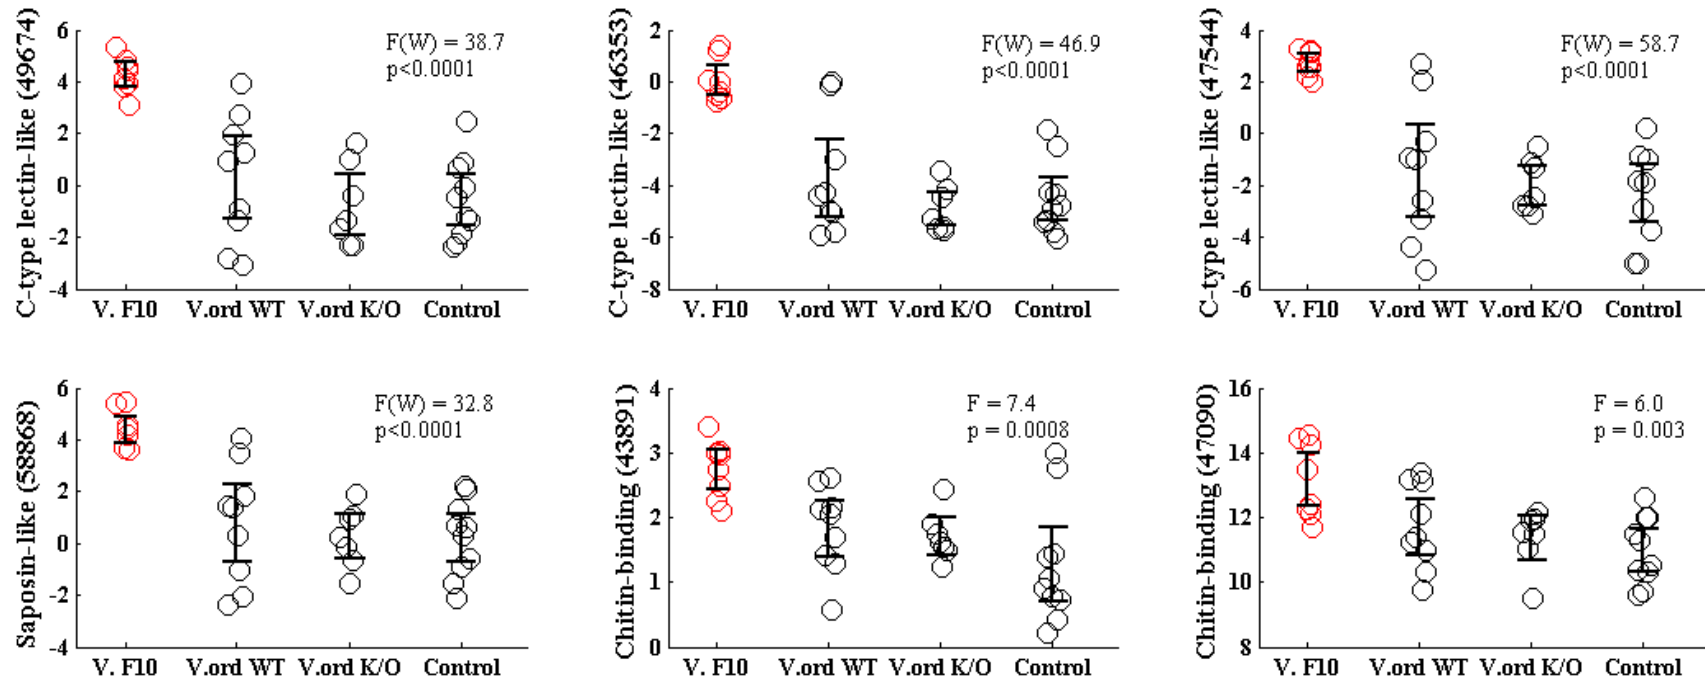 C-type lectin-like (49674)
6
4
2
0
-2
-4
F(W) = 38.7
p<0.0001
V. F10 V.ord WT V.ord K/O Control
C-type lectin-like (46353)
2
0
-2
-4
-6
-8
F(W) = 46.9
p<0.0001
V. F10 V.ord WT V.ord K/O Control
C-type lectin-like (47544)
4
2
0
-2
-4
-6
F(W) = 58.7
p<0.0001
V. F10 V.ord WT V.ord K/O Control
Saposin-like (58868)
6
4
2
0
-2
-4
F(W) = 32.8
p<0.0001
V. F10 V.ord WT V.ord K/O Control
Chitin-binding (43891)
4
3
2
1
0
F = 7.4
p = 0.0008
V. F10 V.ord WT V.ord K/O Control
Chitin-binding (47090)
16
14
12
10
8
F = 6.0
p = 0.003
V. F10 V.ord WT V.ord K/O Control